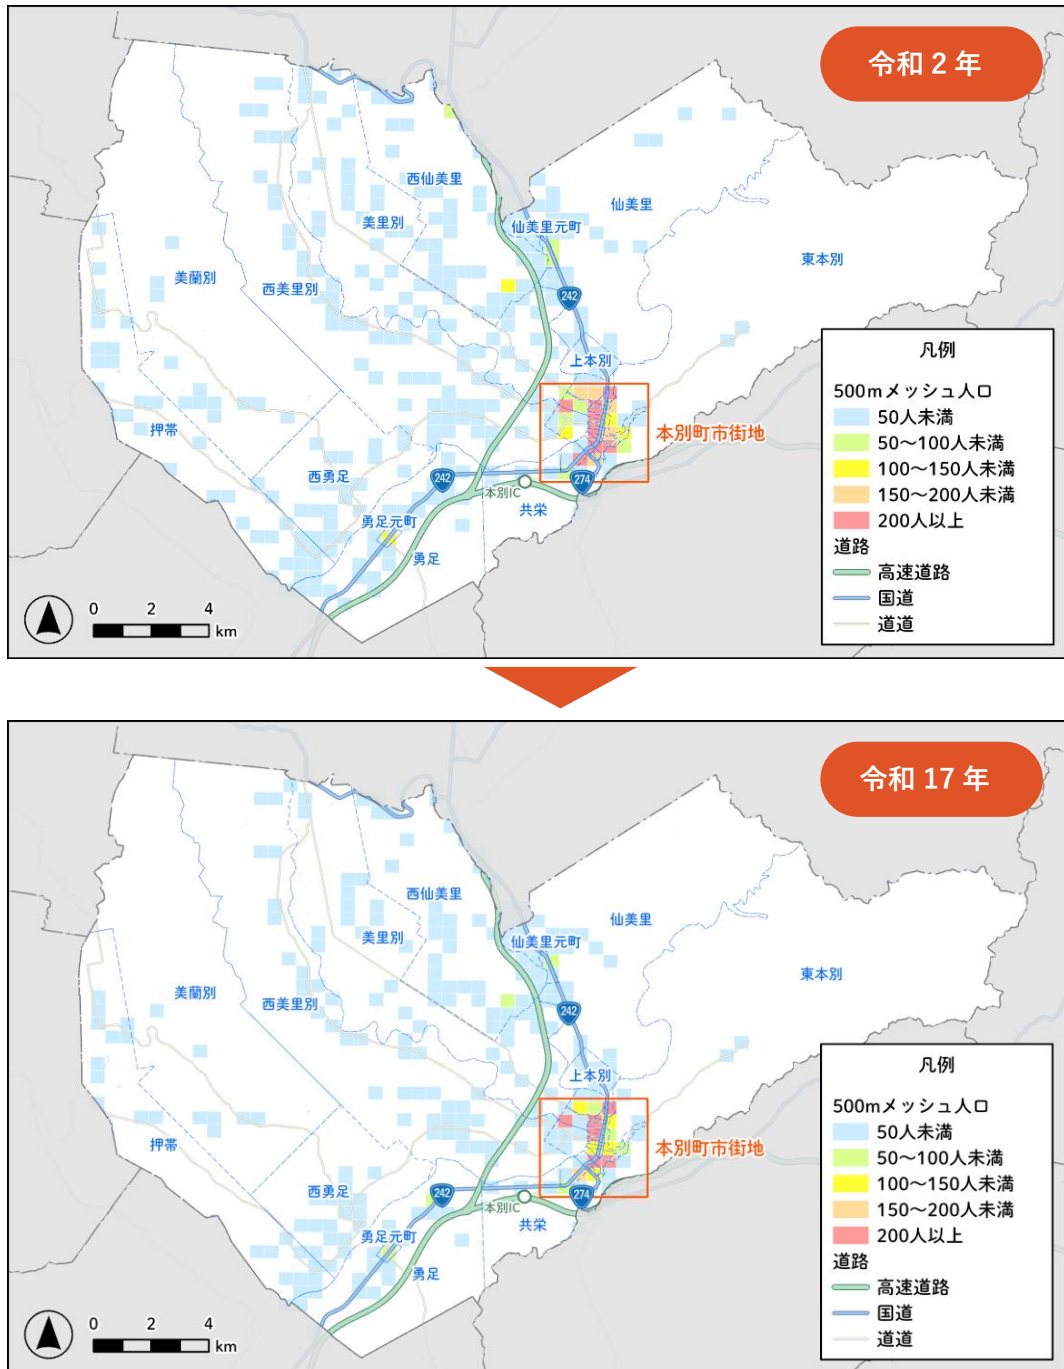 令和 2 年
西仙美里
仙美里
美里別
仙美里元町
東本別
美蘭別
西美里別
242
凡例
上本別
500mメッシュ人口
50人未満
押帯
本別町市街地
50～100人未満
100～150人未満
西勇足
242
274
本別IC
150～200人未満
共栄
勇足元町
200人以上
道路
勇足
高速道路
0 2 4
国道
km
道道
令和 17 年
西仙美里
仙美里
美里別
仙美里元町
東本別
美蘭別
西美里別
242
凡例
上本別
500mメッシュ人口
50人未満
押帯
本別町市街地
50～100人未満
100～150人未満
西勇足
242
274
本別IC
150～200人未満
共栄
勇足元町
200人以上
道路
勇足
高速道路
0 2 4
国道
km
道道